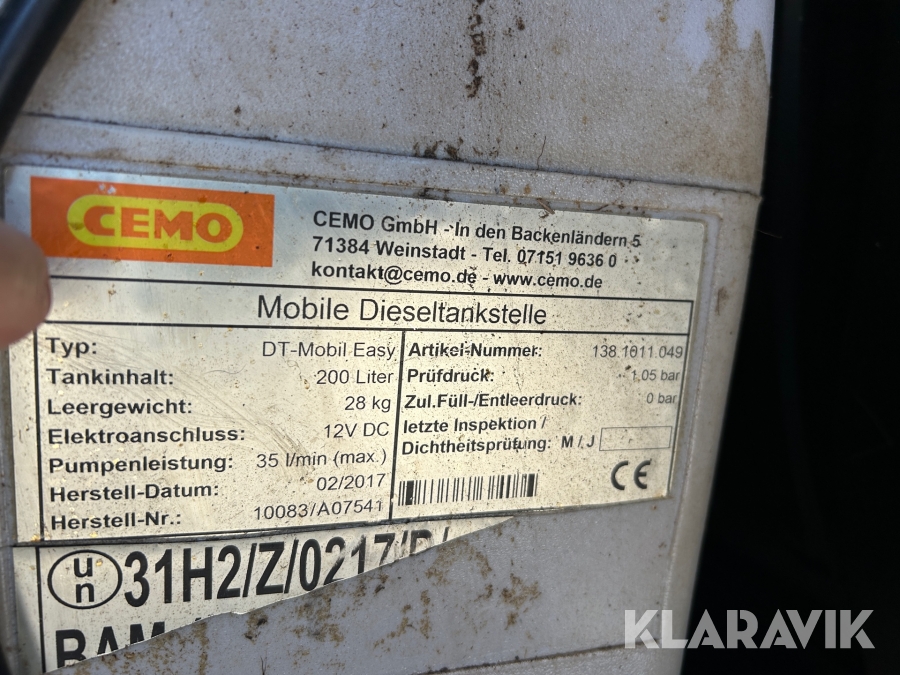 CEMO
CEMO GmbH - In den Backenländern 5
71384 Weinstadt - Tel. 07151 9636 0
kontakt@cemo.de - www.cemo.de
Mobile Dieseltankstelle
Typ: DT-Mobil Easy
Tankinhalt: 200 Liter
Leergewicht: 28 kg
Elektroanschluss: 12V DC
Pumpenleistung: 35 l/min (max.)
Herstell-Datum: 02/2017
Herstell-Nr.: 10083/A07541
Artikel-Nummer: 138.1011.049
Prüfdruck: 1,05 bar
Zul.Füll-/Entleerdruck: 0 bar
letzte Inspektion /
Dichtheitsprüfung: M / J
CE
un 31H2/Z/0217/
BAM
KLARAVIK